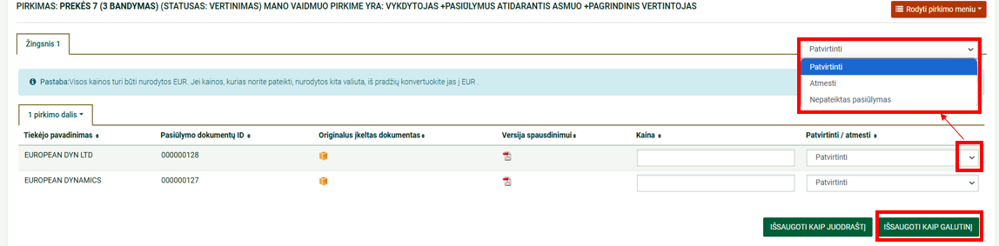 PIRKIMAS: PREKĖS 7 (3 BANDYMAS) (STATUSAS: VERTINIMAS) MANO VAIDMUO PIRKIME YRA: VYKDYTOJAS +PASIŪLYMUS ATIDARANTIS ASMUO +PAGRINDINIS VERTINTOJAS
Rodyti pirkimo meniu
Žingsnis 1
Patvirtinti
Patvirtinti
Atmesti
Nepateiktas pasiūlymas
Pastaba:Visos kainos turi būti nurodytos EUR. Jei kainos, kurias norite pateikti, nurodytos kita valiuta, iš pradžių konvertuokite jas į EUR .
1 pirkimo dalis
Tiekėjo pavadinimas Pasiūlymo dokumentų ID Originalus įkeltas dokumentas Versija spausdinimui Kaina Patvirtinti / atmesti
EUROPEAN DYN LTD 000000128 Patvirtinti
EUROPEAN DYNAMICS 000000127 Patvirtinti
IŠSAUGOTI KAIP JUODRAŠTĮ IŠSAUGOTI KAIP GALUTINĮ